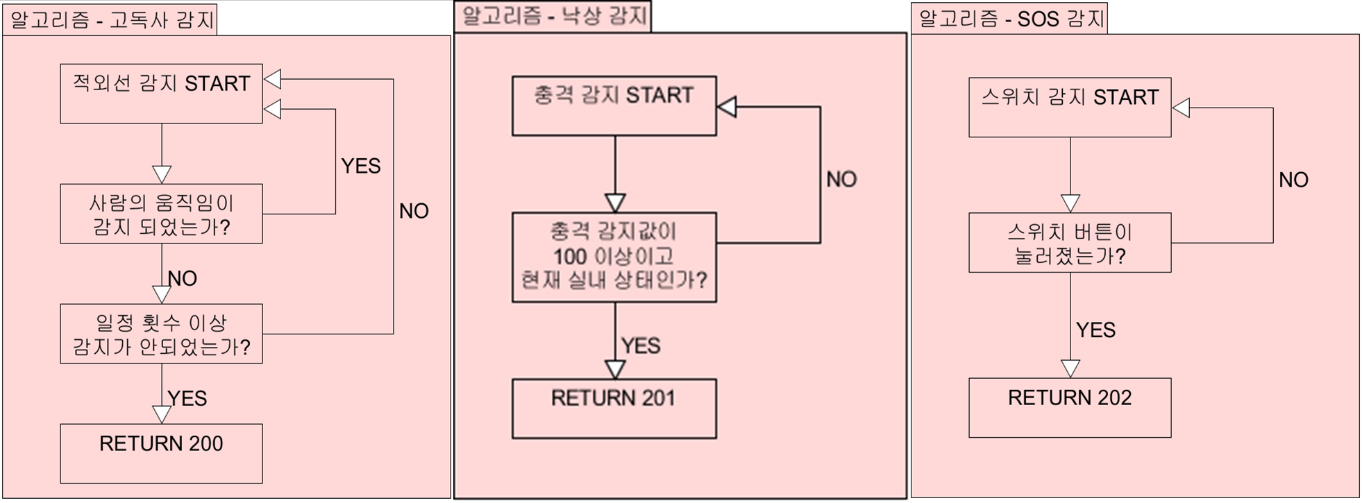 알고리즘 - 고독사 감지
적외선 감지 START
YES
사람의 움직임이
감지 되었는가?
NO
NO
일정 횟수 이상
감지가 안되었는가?
YES
RETURN 200
알고리즘 - 낙상 감지
충격 감지 START
NO
충격 감지값이
100 이상이고
현재 실내 상태인가?
YES
RETURN 201
알고리즘 - SOS 감지
스위치 감지 START
NO
스위치 버튼이
눌러졌는가?
YES
RETURN 202